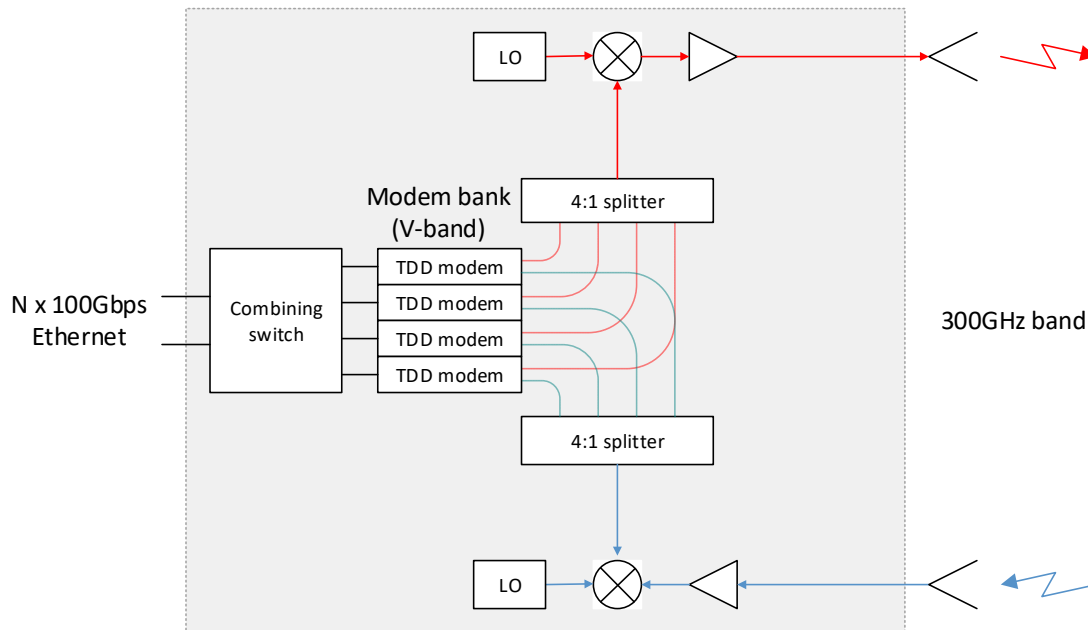 LO
4:1 splitter
Modem bank
(V-band)
TDD modem
TDD modem
TDD modem
TDD modem
Combining
switch
N x 100Gbps
Ethernet
300GHz band
4:1 splitter
LO